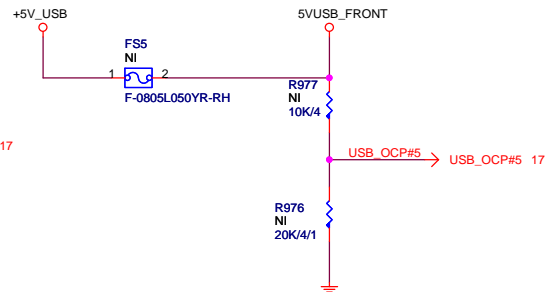 +5V_USB
5VUSB_FRONT
FS5
NI
1
2
F-0805L050YR-RH
R977
NI
10K/4
17
USB_OCP#5
USB_OCP#5 17
R976
NI
20K/4/1